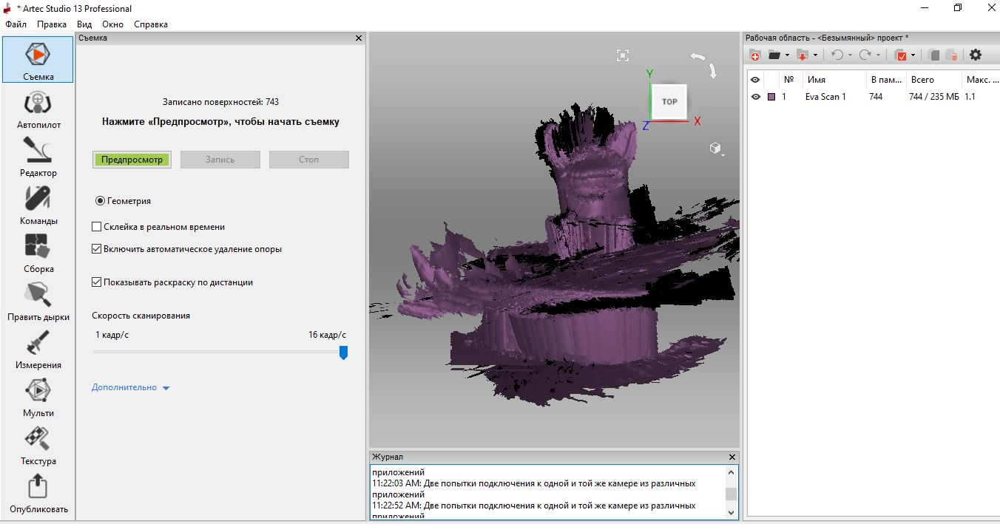 * Artec Studio 13 Professional
Файл Правка Вид Окно Справка
Съемка
Автопилот
Редактор
Команды
Сборка
Править дырки
Измерения
Мульти
Текстура
Опубликовать
Съемка
Записано поверхностей: 743
Нажмите «Предпросмотр», чтобы начать съемку
Предпросмотр Запись Стоп
Геометрия
Склейка в реальном времени
Включить автоматическое удаление опоры
Показывать раскраску по дистанции
Скорость сканирования
1 кадр/с 16 кадр/с
Дополнительно
Y
TOP
X
Z
Журнал
приложений
11:22:03 AM: Две попытки подключения к одной и той же камере из различных
приложений
11:22:52 AM: Две попытки подключения к одной и той же камере из различных
приложений
Рабочая область - <Безымянный> проект *
№ Имя В пам... Всего Макс. ...
1 Eva Scan 1 744 744 / 235 МБ 1.1